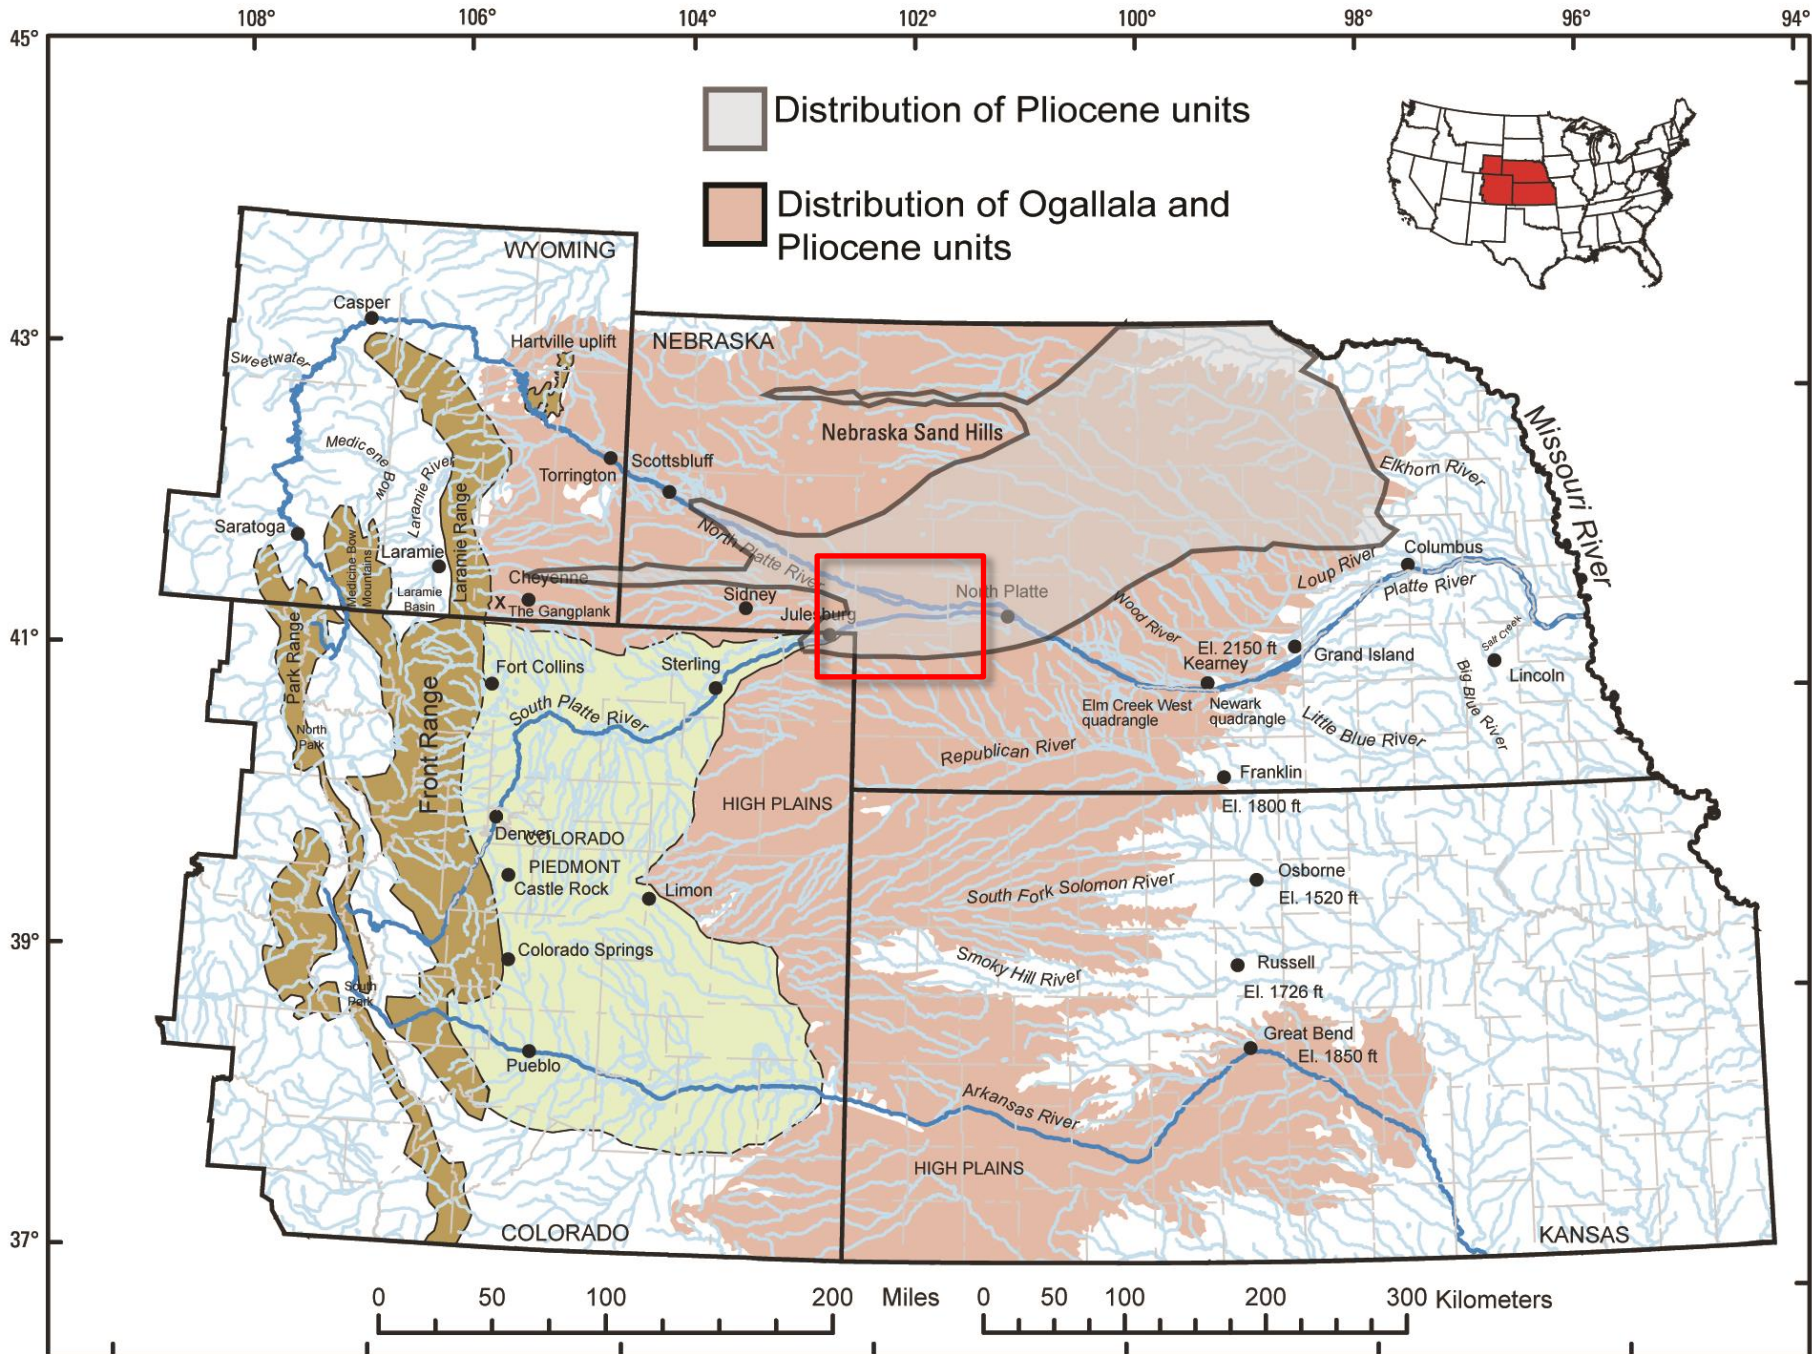 108°
106°
104°
102°
100°
98°
96°
94°
45°
43°
41°
39°
37°
Distribution of Pliocene units
Distribution of Ogallala and
Pliocene units
WYOMING
Casper
Hartville uplift
NEBRASKA
Sweetwater
Nebraska Sand Hills
Missouri River
Medicine
Bow
Laramie River
Laramie Range
Torrington
Scottsbluff
Elkhorn River
Saratoga
Medicine Bow
Mountains
Laramie
North Platte River
Columbus
Loup River
Platte River
Cheyenne
Laramie
Basin
X
The Gangplank
Sidney
Julesburg
North Platte
Wood River
Salt Creek
El. 2150 ft
Kearney
Grand Island
Lincoln
Park Range
Fort Collins
Sterling
Front Range
South Platte River
Elm Creek West
quadrangle
Newark
quadrangle
Big Blue River
Little Blue River
North
Park
Republican River
Franklin
El. 1800 ft
HIGH PLAINS
Denver
COLORADO
PIEDMONT
Castle Rock
Limon
South Fork Solomon River
Osborne
El. 1520 ft
Colorado Springs
Smoky Hill River
Russell
El. 1726 ft
South
Park
Great Bend
El. 1850 ft
Pueblo
Arkansas River
HIGH PLAINS
COLORADO
KANSAS
0 50 100 200 Miles
0 50 100 200 300 Kilometers